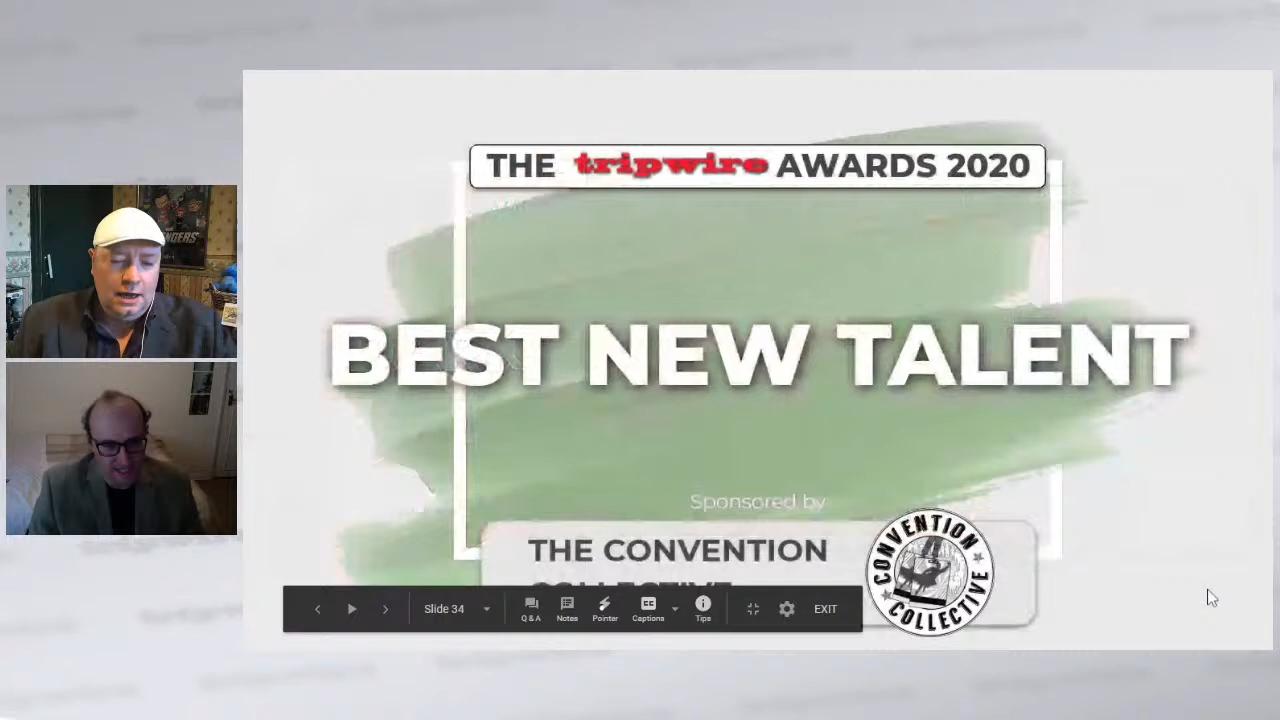 THE tripwire AWARDS 2020
BEST NEW TALENT
Sponsored by
THE CONVENTION
COLLECTIVE
CONVENTION
COLLECTIVE
Slide 34
Q & A
Notes
Pointer
Captions
Tips
EXIT